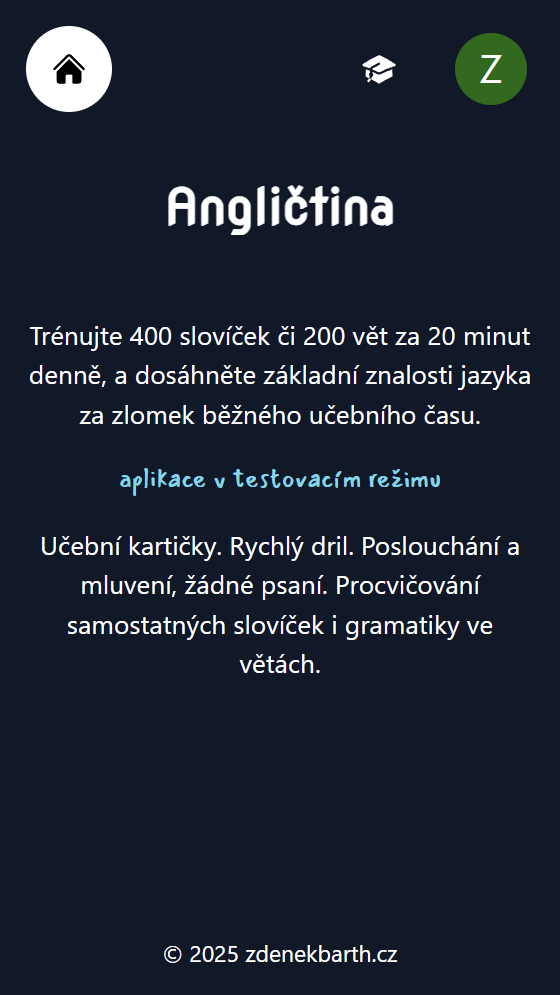 Z
Angličtina
Trénujte 400 slovíček či 200 vět za 20 minut
denně, a dosáhněte základní znalosti jazyka
za zlomek běžného učebního času.
aplikace v testovacím režimu
Učební kartičky. Rychlý dril. Poslouchání a
mluvení, žádné psaní. Procvičování
samostatných slovíček i gramatiky ve
větách.
© 2025 zdenekbarth.cz